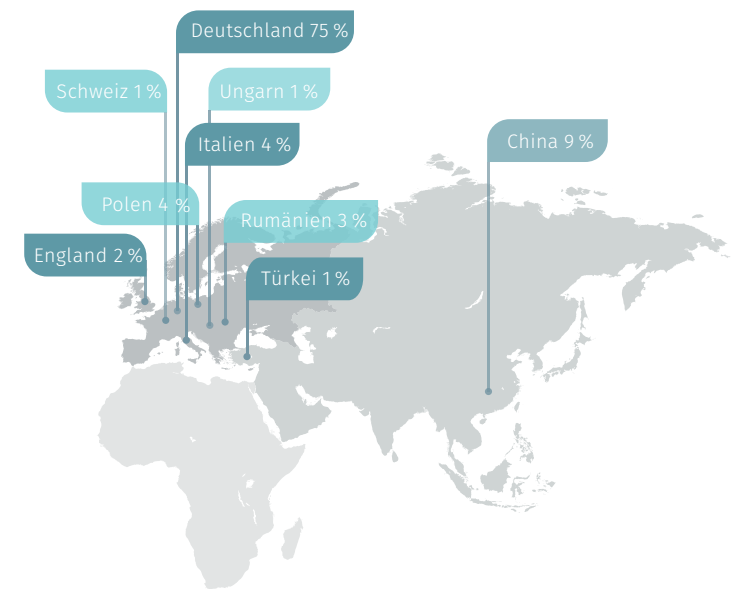 Deutschland 75 %
Schweiz 1 %
Ungarn 1 %
Italien 4 %
China 9 %
Polen 4 %
Rumänien 3 %
England 2 %
Türkei 1 %